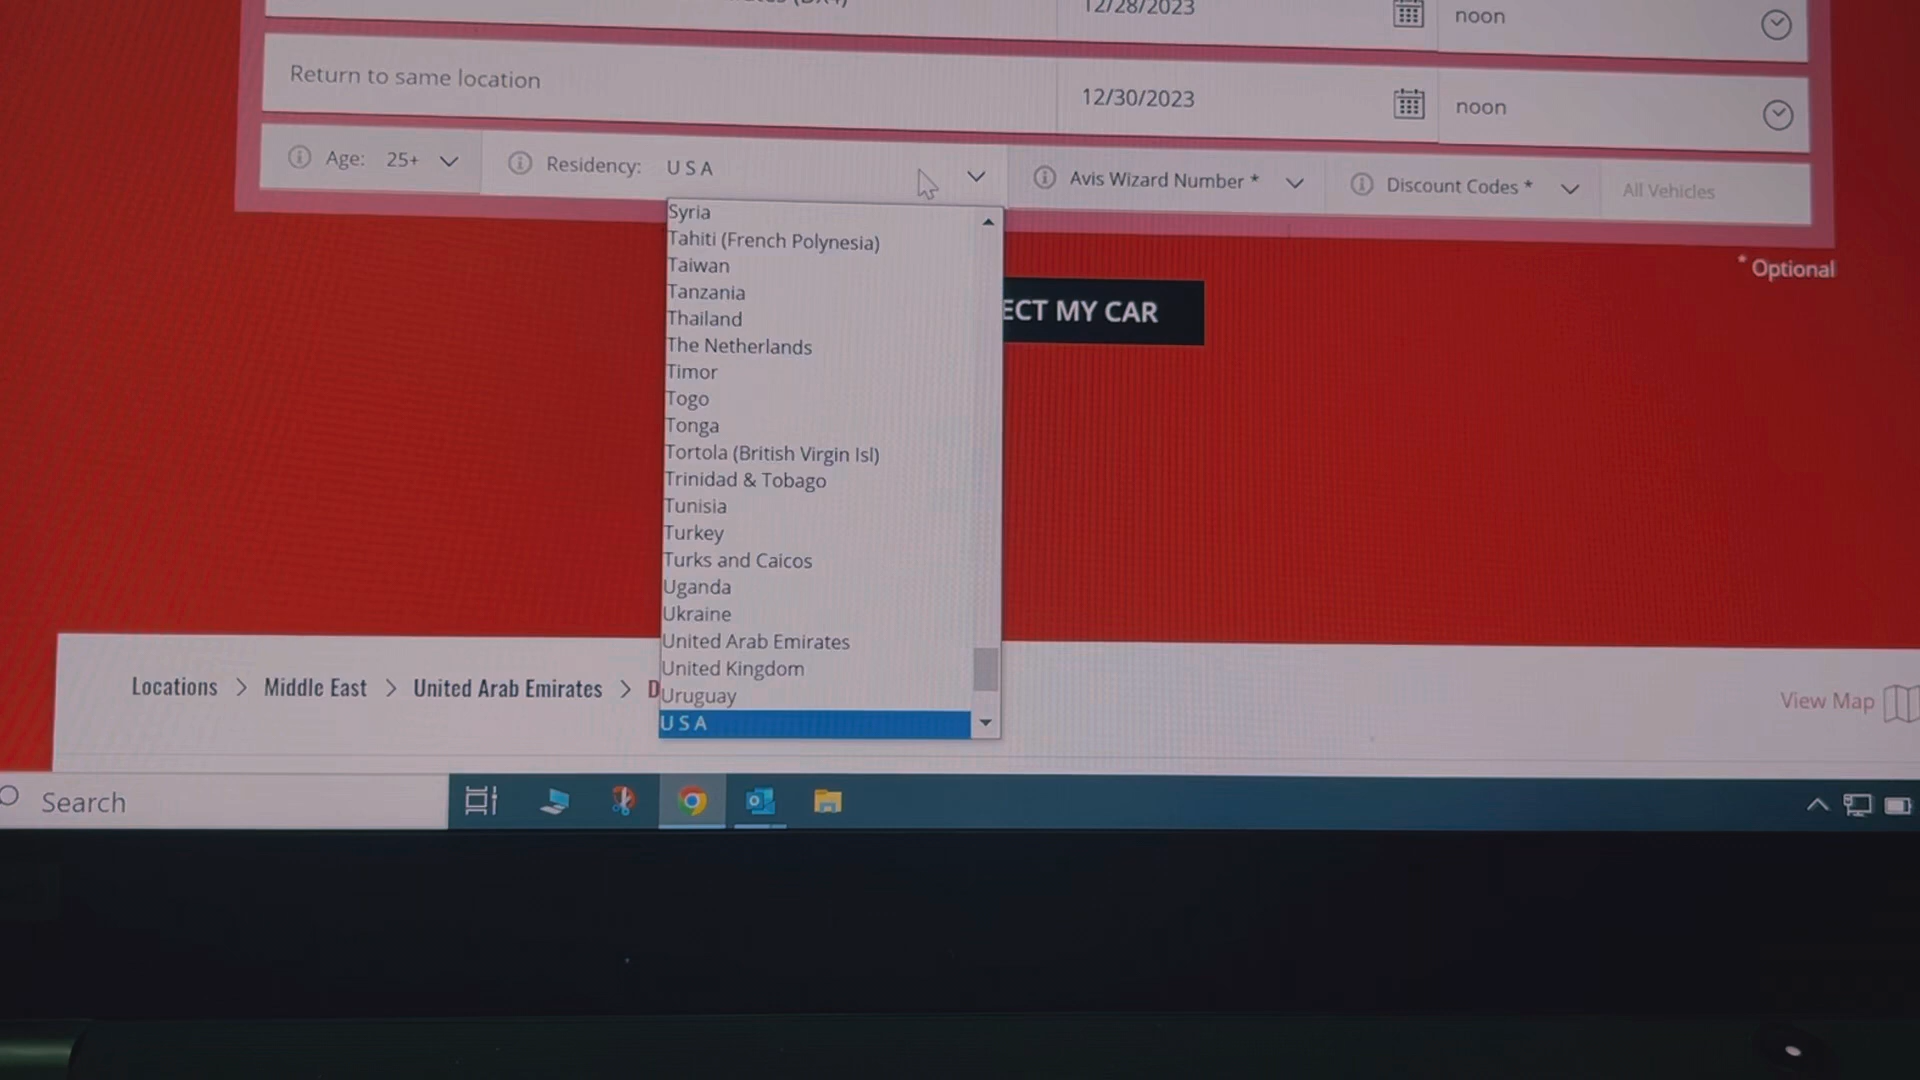 12/28/2023
noon
Return to same location
12/30/2023
noon
Age: 25+
Residency: U S A
Avis Wizard Number *
Discount Codes *
All Vehicles
* Optional
Syria
Tahiti (French Polynesia)
Taiwan
Tanzania
Thailand
The Netherlands
Timor
Togo
Tonga
Tortola (British Virgin Isl)
Trinidad & Tobago
Tunisia
Turkey
Turks and Caicos
Uganda
Ukraine
United Arab Emirates
United Kingdom
Uruguay
U S A
ECT MY CAR
Locations > Middle East > United Arab Emirates > D
View Map
Search